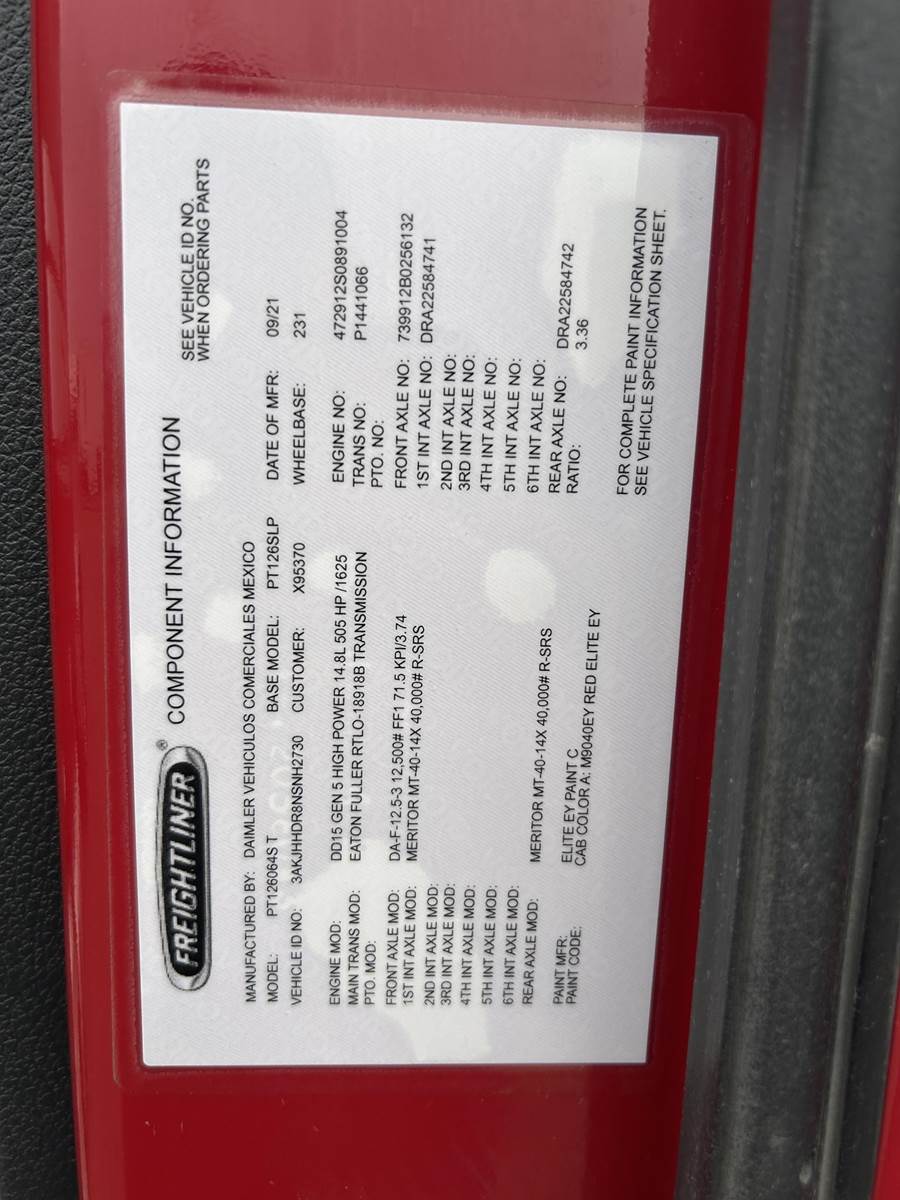 FREIGHTLINER® COMPONENT INFORMATION
SEE VEHICLE ID NO.
WHEN ORDERING PARTS
MANUFACTURED BY: DAIMLER VEHICULOS COMERCIALES MEXICO
MODEL: PT126064S T BASE MODEL: PT126SLP DATE OF MFR: 09/21
VEHICLE ID NO: 3AKJHHDR8NSNH2730 CUSTOMER: X95370 WHEELBASE: 231
ENGINE MOD: DD15 GEN 5 HIGH POWER 14.8L 505 HP /1625 ENGINE NO: 472912S0891004
MAIN TRANS MOD: EATON FULLER RTLO-18918B TRANSMISSION TRANS NO: P1441066
PTO. MOD: PTO. NO:
FRONT AXLE MOD: DA-F-12.5-3 12,500# FF1 71.5 KPI/3.74 FRONT AXLE NO: 739912B0256132
1ST INT AXLE MOD: MERITOR MT-40-14X 40,000# R-SRS 1ST INT AXLE NO: DRA22584741
2ND INT AXLE MOD: 2ND INT AXLE NO:
3RD INT AXLE MOD: 3RD INT AXLE NO:
4TH INT AXLE MOD: 4TH INT AXLE NO:
5TH INT AXLE MOD: 5TH INT AXLE NO:
6TH INT AXLE MOD: 6TH INT AXLE NO:
REAR AXLE MOD: MERITOR MT-40-14X 40,000# R-SRS REAR AXLE NO: DRA22584742
RATIO: 3.36
PAINT MFR: ELITE EY PAINT C
PAINT CODE: CAB COLOR A: M9040EY RED ELITE EY
FOR COMPLETE PAINT INFORMATION
SEE VEHICLE SPECIFICATION SHEET.